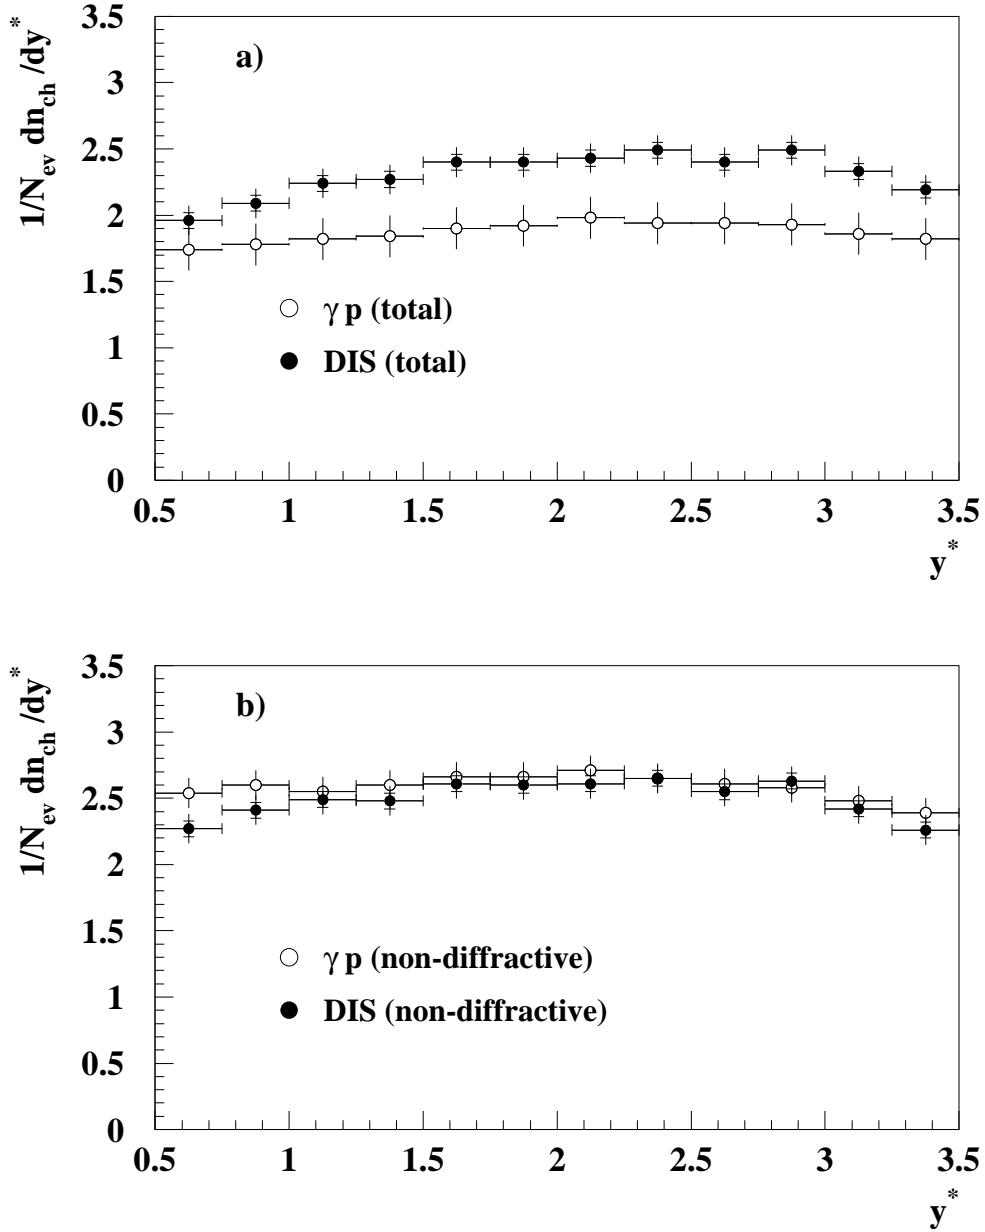 1/N_ev dn_ch /dy*
3.5
3
2.5
2
1.5
1
0.5
0
a)
γ p (total)
DIS (total)
0.5 1 1.5 2 2.5 3 3.5
y*
1/N_ev dn_ch /dy*
3.5
3
2.5
2
1.5
1
0.5
0
b)
γ p (non-diffractive)
DIS (non-diffractive)
0.5 1 1.5 2 2.5 3 3.5
y*